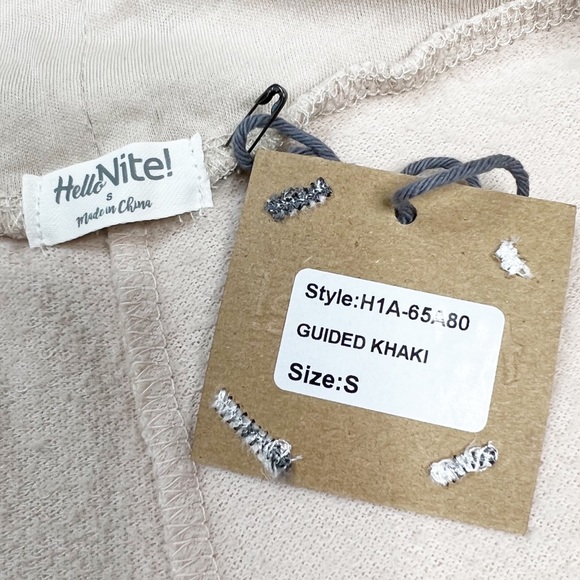 Hello Nite!
S
Made in China
Style:H1A-65A80
GUIDED KHAKI
Size:S